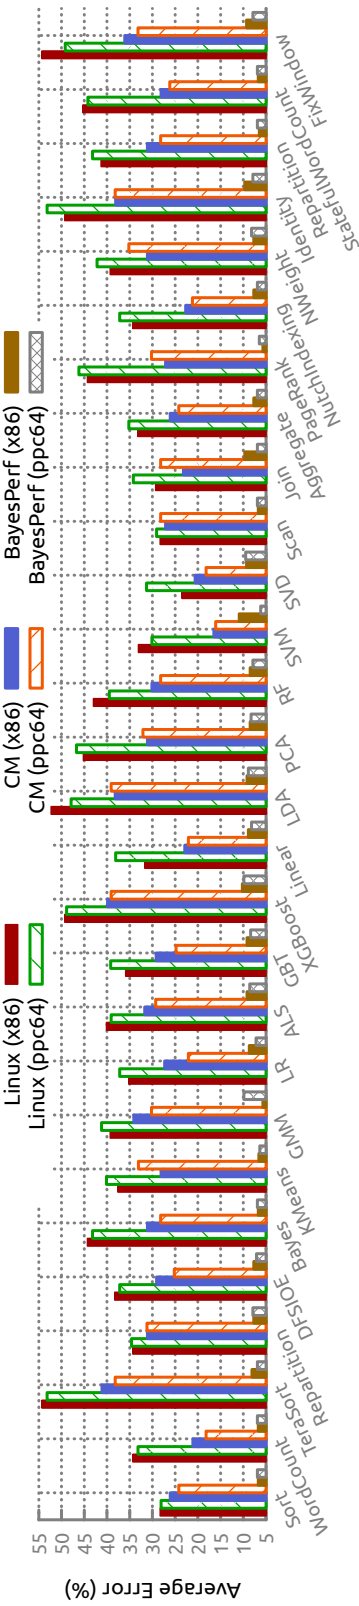 Linux (x86) CM (x86) BayesPerf (x86)
Linux (ppc64) CM (ppc64) BayesPerf (ppc64)
Average Error (%)
55
50
45
40
35
30
25
20
15
10
5
Sort
WordCount
TeraSort
Repartition
DFSIOE
Bayes
KMeans
GMM
LR
ALS
GBT
XGBoost
Linear
LDA
PCA
RF
SVM
SVD
Scan
Join
Aggregate
PageRank
NutchIndexing
NWeight
Identity
Repartition
StatefulWordCount
FixWindow